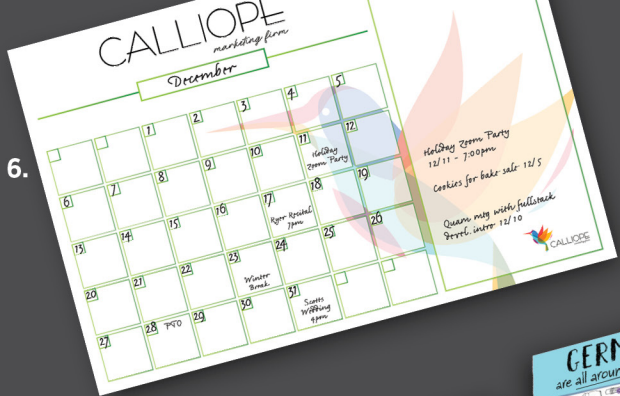 CALLIOPE
marketing firm
December
1 2 3 4 5
6 7 8 9 10 11 12
Holiday
Zoom Party
13 14 15 16 17 18 19
Ryer Recital
7pm
20 21 22 23 24 25 26
Winter
Break
27 28 29 30 31
PTO
Scotts
Wedding
4pm
Holiday Zoom Party
12/11 - 7:00pm
Cookies for bake sale 12/5
Quam mtg with fullstack
devel. intro 12/10
CALLIOPE
6.
GERM
are all aroun